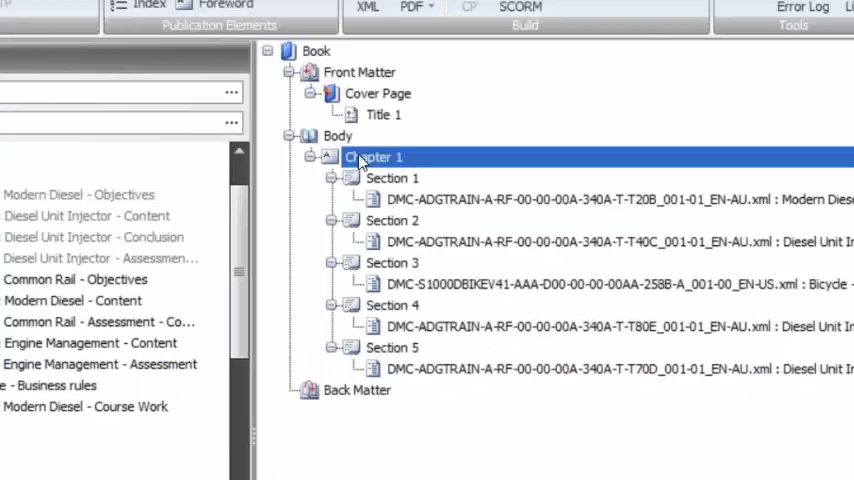 Index Foreword
XML PDF CP SCORM
Error Log
Publication Elements
Build
Tools
Book
Front Matter
Cover Page
Title 1
Body
Chapter 1
Section 1
DMC-ADGTRAIN-A-RF-00-00-00A-340A-T-T20B_001-01_EN-AU.xml : Modern Diese
Section 2
DMC-ADGTRAIN-A-RF-00-00-00A-340A-T-T40C_001-01_EN-AU.xml : Diesel Unit I
Section 3
DMC-S1000DBIKEV41-AAA-D00-00-00-00AA-258B-A_001-00_EN-US.xml : Bicycle -
Section 4
DMC-ADGTRAIN-A-RF-00-00-00A-340A-T-T80E_001-01_EN-AU.xml : Diesel Unit Ir
Section 5
DMC-ADGTRAIN-A-RF-00-00-00A-340A-T-T70D_001-01_EN-AU.xml : Diesel Unit I
Back Matter
Modern Diesel - Objectives
: Diesel Unit Injector - Content
: Diesel Unit Injector - Conclusion
: Diesel Unit Injector - Assessmen...
: Common Rail - Objectives
: Modern Diesel - Content
: Common Rail - Assessment - Co...
: Engine Management - Content
: Engine Management - Assessment
e - Business rules
: Modern Diesel - Course Work